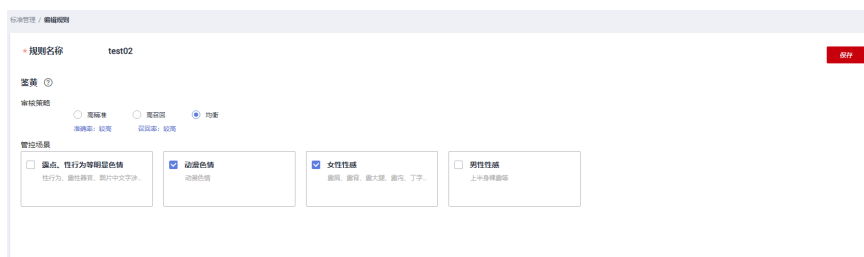 标准管理 / 编辑规则
* 规则名称 test02
保存
鉴黄 ?
审核策略
高精准 高召回 均衡
准确率：较高 召回率：较高
管控场景
露点、性行为等明显色情 动漫色情 女性性感 男性性感
性行为、露性器官、测片中文字涉.. 动漫色情 露肩、露背、露大腿、露沟、丁字.. 上半身裸露等